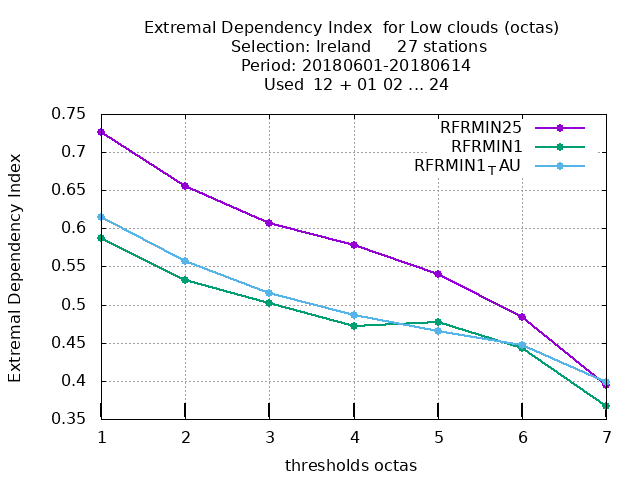 Extremal Dependency Index  for Low clouds (octas)
Selection: Ireland     27 stations
Period: 20180601-20180614
Used  12 + 01 02 ... 24
RFRMIN25
RFRMIN1
RFRMIN1TAU
Extremal Dependency Index
0.75
0.7
0.65
0.6
0.55
0.5
0.45
0.4
0.35
1 2 3 4 5 6 7
thresholds octas